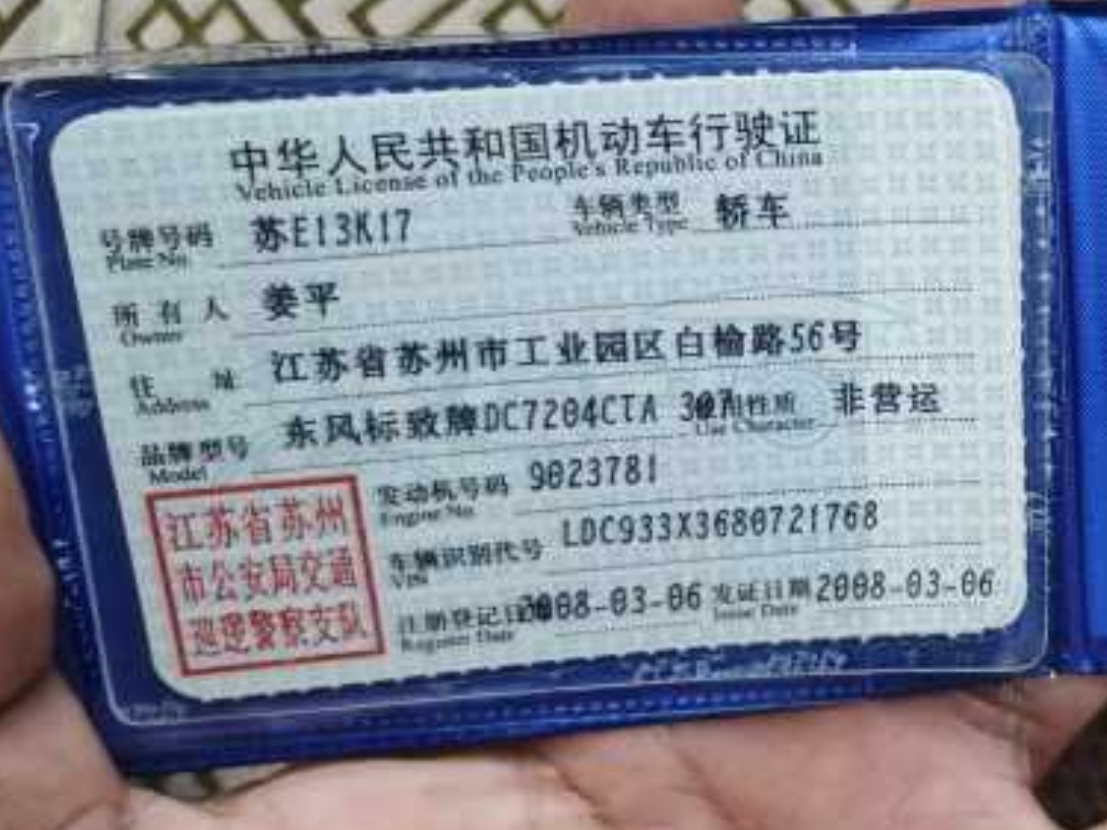 中华人民共和国机动车行驶证
Vehicle License of the People's Republic of China
号牌号码 苏E13K17 车辆类型 轿车
Plate No. Vehicle Type
所有人 姜平
Owner
住址 江苏省苏州市工业园区白榆路56号
Address
品牌型号 东风标致牌DC7204CTA 307 使用性质 非营运
Model Use Character
发动机号码 9023781
Engine No.
车辆识别代号 LDC933X3680721768
VIN
注册登记日期 2008-03-06 发证日期 2008-03-06
Register Date Issue Date
江苏省苏州
市公安局交通
巡逻警察支队